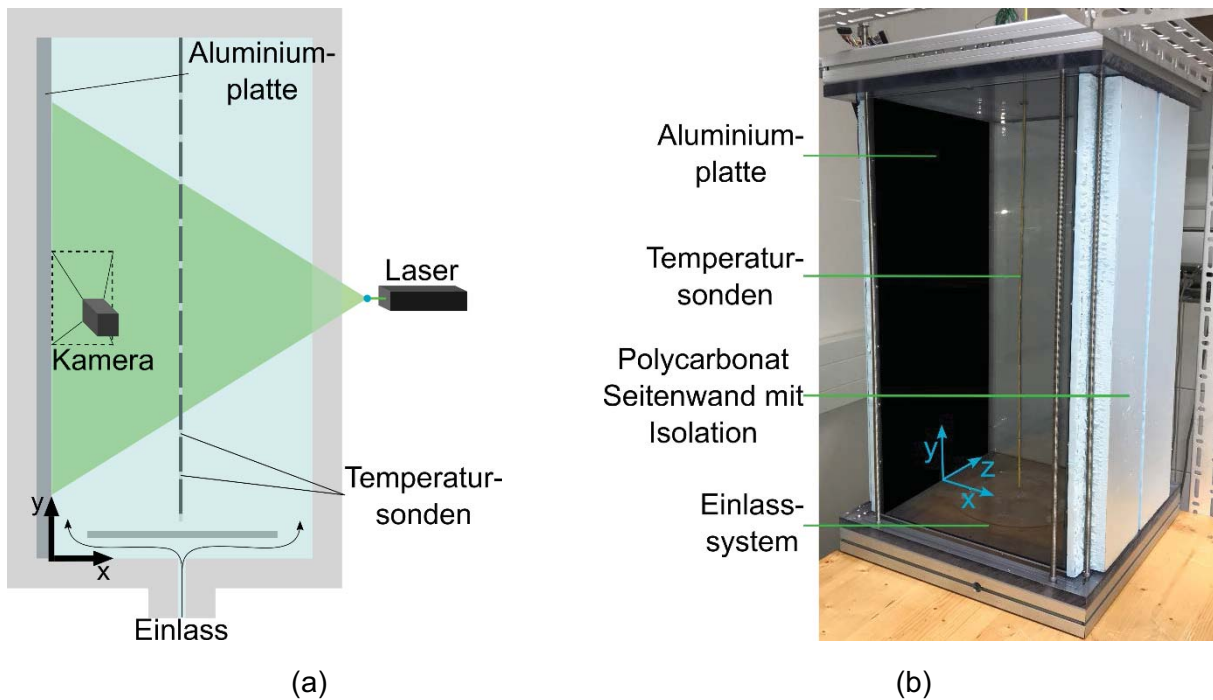 Aluminium-
platte
Laser
Kamera
Temperatur-
sonden
y
x
Einlass
(a)
Aluminium-
platte
Temperatur-
sonden
Polycarbonat
Seitenwand mit
Isolation
Einlass-
system
y
z
x
(b)